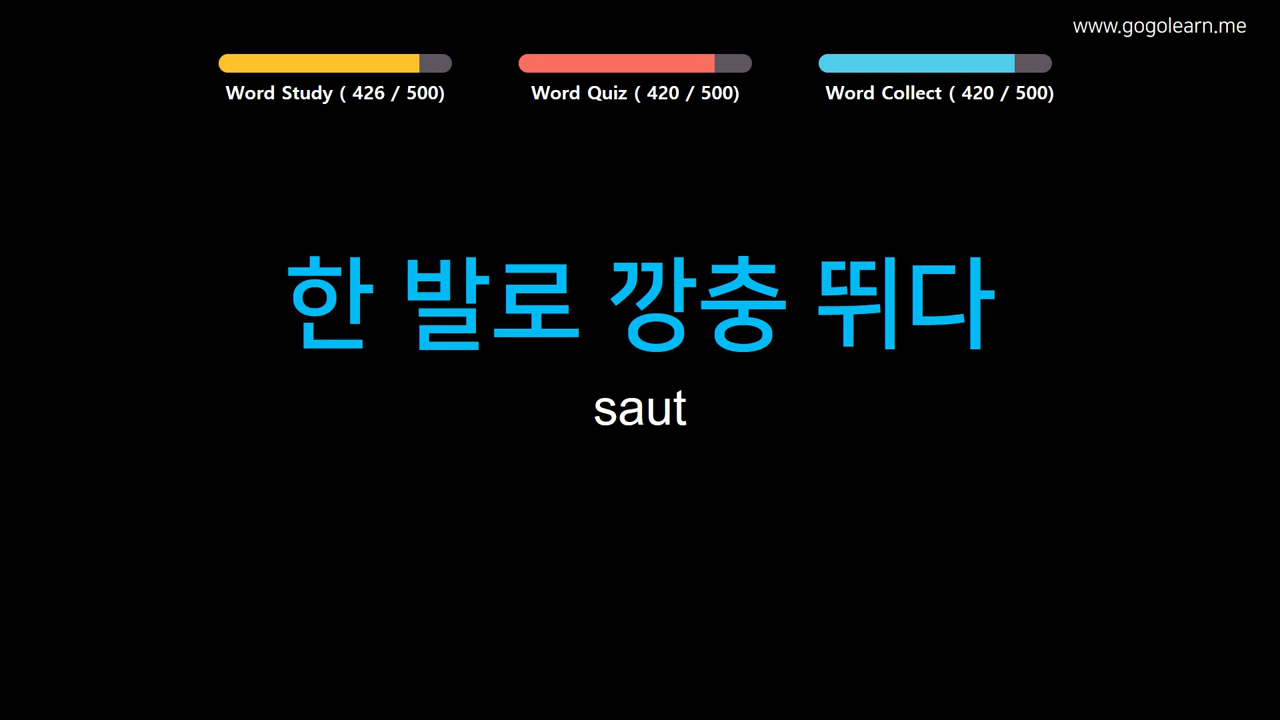 www.gogolearn.me
Word Study ( 426 / 500)
Word Quiz ( 420 / 500)
Word Collect ( 420 / 500)
한 발로 깡충 뛰다
saut